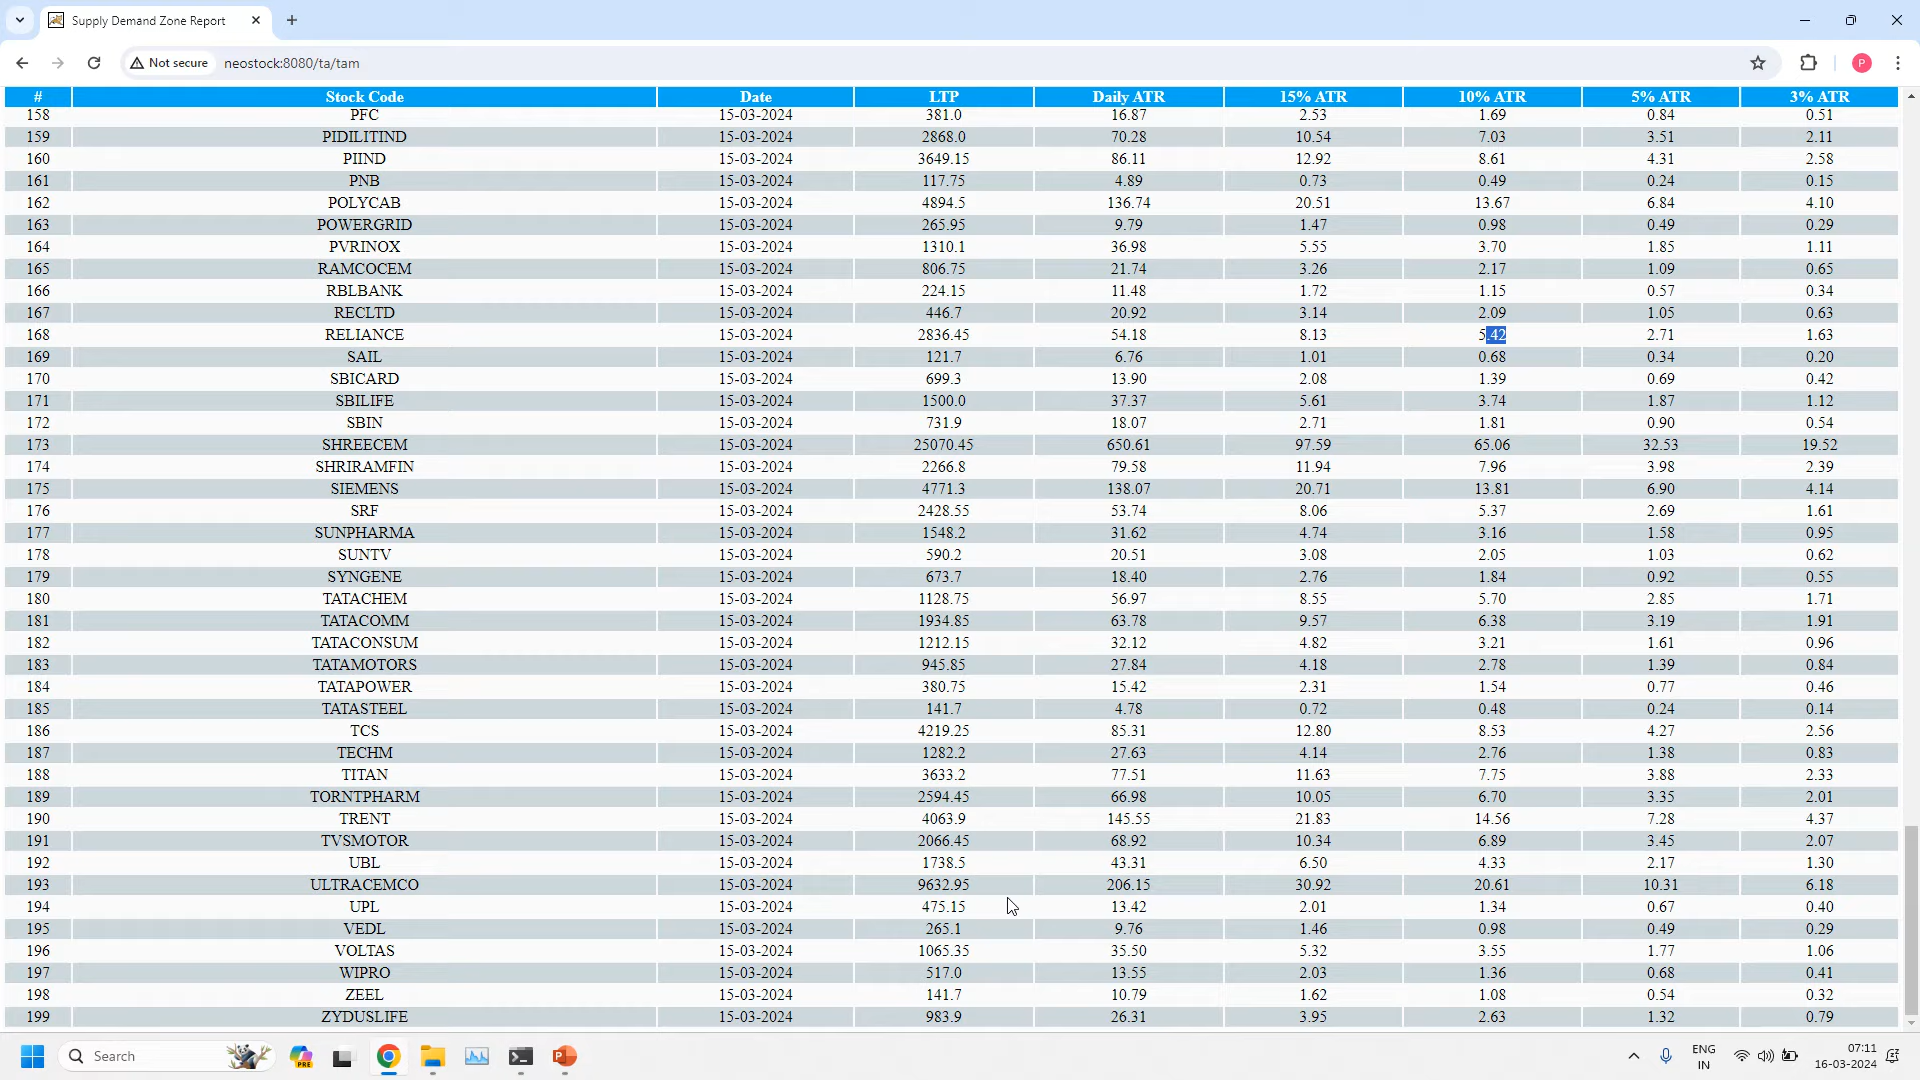 Supply Demand Zone Report
Not secure neostock:8080/ta/tam
P
# Stock Code Date LTP Daily ATR 15% ATR 10% ATR 5% ATR 3% ATR
158 PFC 15-03-2024 381.0 16.87 2.53 1.69 0.84 0.51
159 PIDILITIND 15-03-2024 2868.0 70.28 10.54 7.03 3.51 2.11
160 PIIND 15-03-2024 3649.15 86.11 12.92 8.61 4.31 2.58
161 PNB 15-03-2024 117.75 4.89 0.73 0.49 0.24 0.15
162 POLYCAB 15-03-2024 4894.5 136.74 20.51 13.67 6.84 4.10
163 POWERGRID 15-03-2024 265.95 9.79 1.47 0.98 0.49 0.29
164 PVRINOX 15-03-2024 1310.1 36.98 5.55 3.70 1.85 1.11
165 RAMCOCEM 15-03-2024 806.75 21.74 3.26 2.17 1.09 0.65
166 RBLBANK 15-03-2024 224.15 11.48 1.72 1.15 0.57 0.34
167 RECLTD 15-03-2024 446.7 20.92 3.14 2.09 1.05 0.63
168 RELIANCE 15-03-2024 2836.45 54.18 8.13 5.42 2.71 1.63
169 SAIL 15-03-2024 121.7 6.76 1.01 0.68 0.34 0.20
170 SBICARD 15-03-2024 699.3 13.90 2.08 1.39 0.69 0.42
171 SBILIFE 15-03-2024 1500.0 37.37 5.61 3.74 1.87 1.12
172 SBIN 15-03-2024 731.9 18.07 2.71 1.81 0.90 0.54
173 SHREECEM 15-03-2024 25070.45 650.61 97.59 65.06 32.53 19.52
174 SHRIRAMFIN 15-03-2024 2266.8 79.58 11.94 7.96 3.98 2.39
175 SIEMENS 15-03-2024 4771.3 138.07 20.71 13.81 6.90 4.14
176 SRF 15-03-2024 2428.55 53.74 8.06 5.37 2.69 1.61
177 SUNPHARMA 15-03-2024 1548.2 31.62 4.74 3.16 1.58 0.95
178 SUNTV 15-03-2024 590.2 20.51 3.08 2.05 1.03 0.62
179 SYNGENE 15-03-2024 673.7 18.40 2.76 1.84 0.92 0.55
180 TATACHEM 15-03-2024 1128.75 56.97 8.55 5.70 2.85 1.71
181 TATACOMM 15-03-2024 1934.85 63.78 9.57 6.38 3.19 1.91
182 TATACONSUM 15-03-2024 1212.15 32.12 4.82 3.21 1.61 0.96
183 TATAMOTORS 15-03-2024 945.85 27.84 4.18 2.78 1.39 0.84
184 TATAPOWER 15-03-2024 380.75 15.42 2.31 1.54 0.77 0.46
185 TATASTEEL 15-03-2024 141.7 4.78 0.72 0.48 0.24 0.14
186 TCS 15-03-2024 4219.25 85.31 12.80 8.53 4.27 2.56
187 TECHM 15-03-2024 1282.2 27.63 4.14 2.76 1.38 0.83
188 TITAN 15-03-2024 3633.2 77.51 11.63 7.75 3.88 2.33
189 TORNTPHARM 15-03-2024 2594.45 66.98 10.05 6.70 3.35 2.01
190 TRENT 15-03-2024 4063.9 145.55 21.83 14.56 7.28 4.37
191 TVSMOTOR 15-03-2024 2066.45 68.92 10.34 6.89 3.45 2.07
192 UBL 15-03-2024 1738.5 43.31 6.50 4.33 2.17 1.30
193 ULTRACEMCO 15-03-2024 9632.95 206.15 30.92 20.61 10.31 6.18
194 UPL 15-03-2024 475.15 13.42 2.01 1.34 0.67 0.40
195 VEDL 15-03-2024 265.1 9.76 1.46 0.98 0.49 0.29
196 VOLTAS 15-03-2024 1065.35 35.50 5.32 3.55 1.77 1.06
197 WIPRO 15-03-2024 517.0 13.55 2.03 1.36 0.68 0.41
198 ZEEL 15-03-2024 141.7 10.79 1.62 1.08 0.54 0.32
199 ZYDUSLIFE 15-03-2024 983.9 26.31 3.95 2.63 1.32 0.79
Search PRE ENG 07:11
IN 16-03-2024